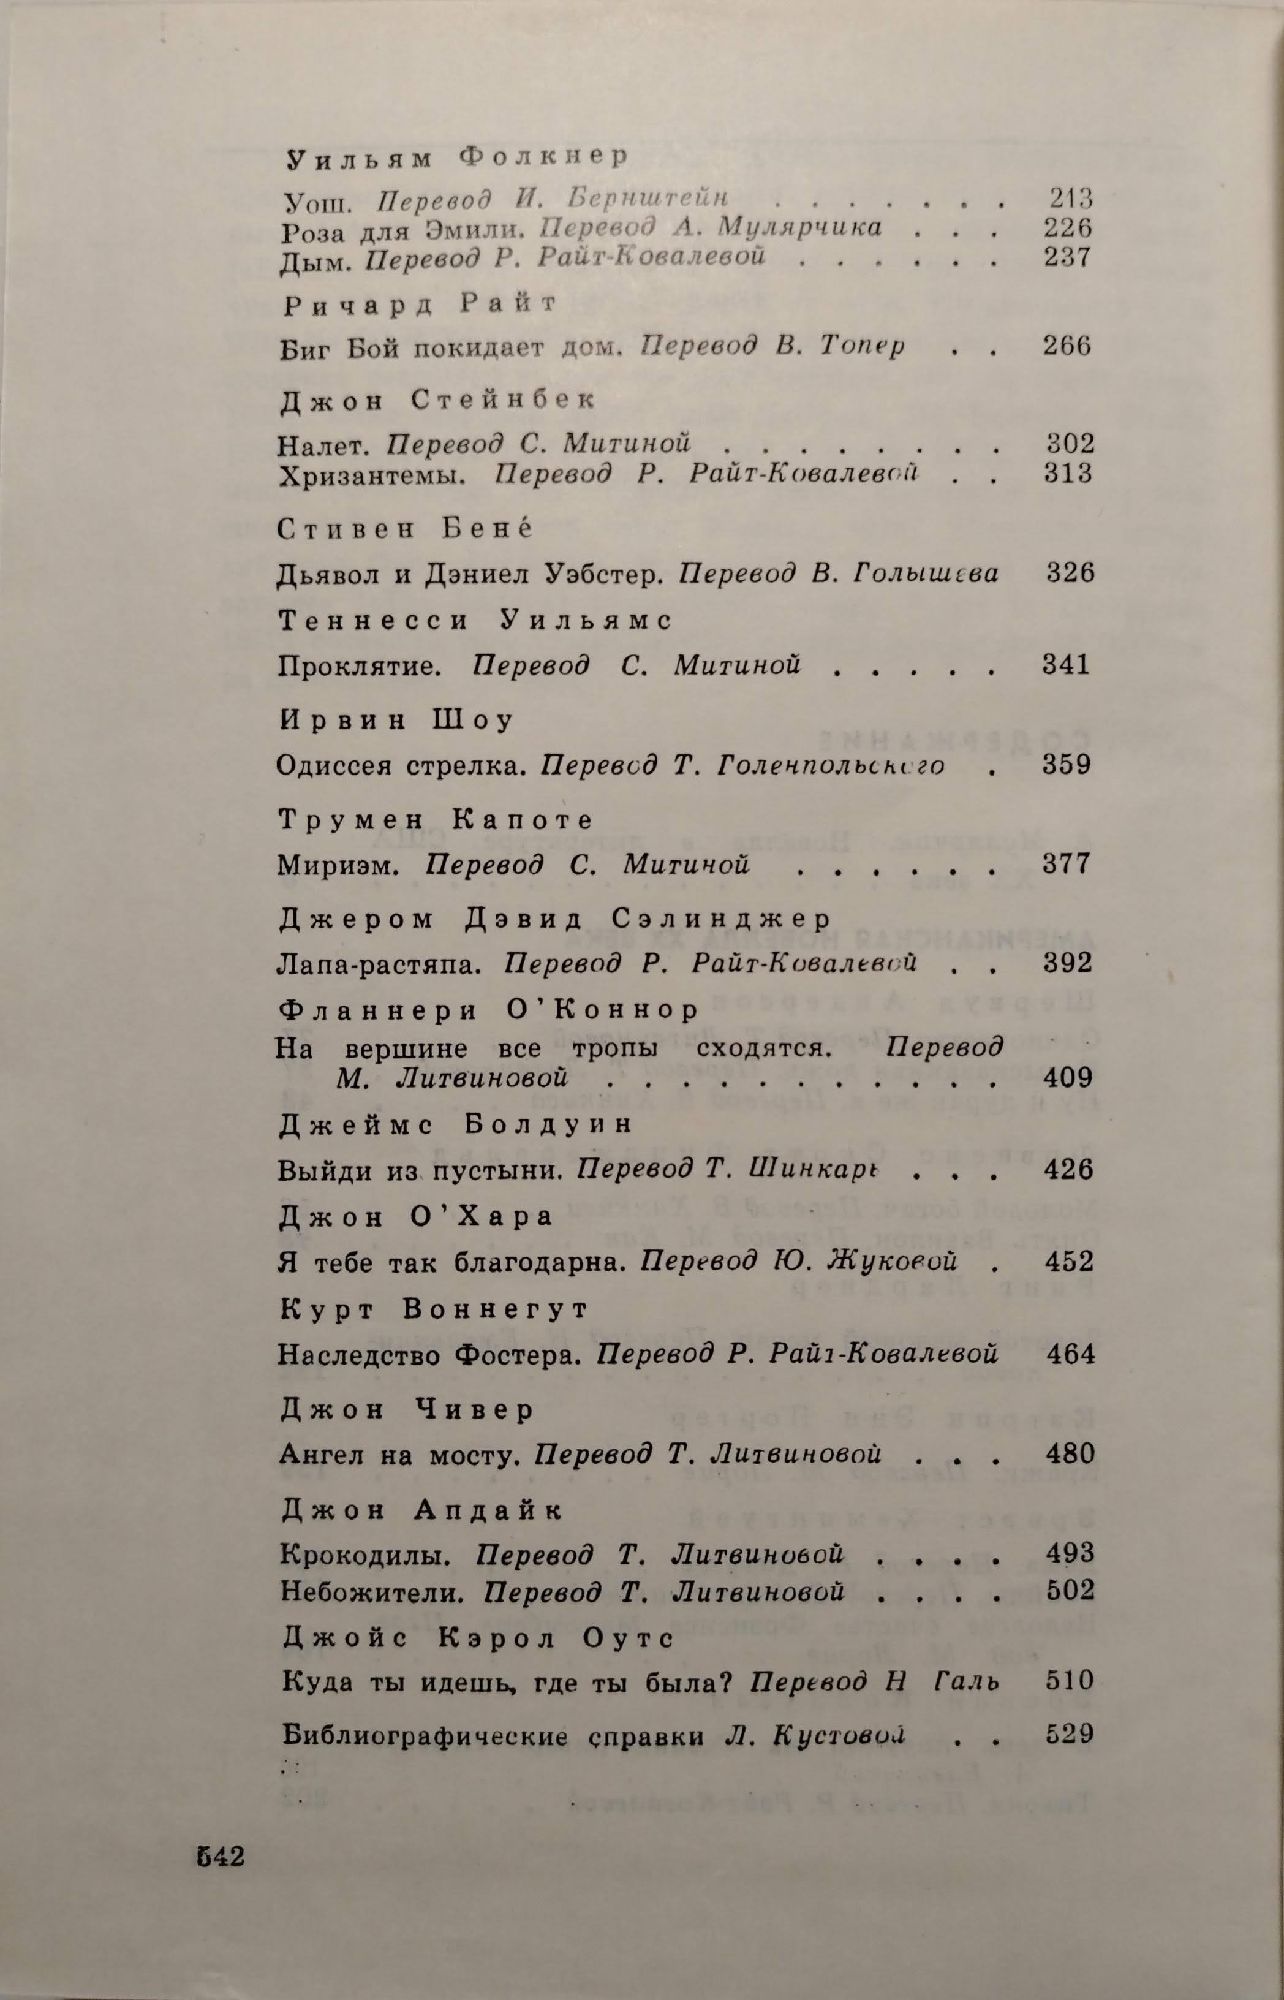 Уильям Фолкнер
Уош. Перевод И. Бернштейн . . . . . . . 213
Роза для Эмили. Перевод А. Мулярчика . . . 226
Дым. Перевод Р. Райт-Ковалевой . . . . . . 237
Ричард Райт
Биг Бой покидает дом. Перевод В. Топер . . 266
Джон Стейнбек
Налет. Перевод С. Митиной . . . . . . . . 302
Хризантемы. Перевод Р. Райт-Ковалевой . . 313
Стивен Бене́
Дьявол и Дэниел Уэбстер. Перевод В. Голышева 326
Теннесси Уильямс
Проклятие. Перевод С. Митиной . . . . . 341
Ирвин Шоу
Одиссея стрелка. Перевод Т. Голенпольского . 359
Трумен Капоте
Мириэм. Перевод С. Митиной . . . . . . 377
Джером Дэвид Сэлинджер
Лапа-растяпа. Перевод Р. Райт-Ковалевой . . 392
Фланнери О'Коннор
На вершине все тропы сходятся. Перевод
М. Литвиновой . . . . . . . . . . . 409
Джеймс Болдуин
Выйди из пустыни. Перевод Т. Шинкарь . . . 426
Джон О'Хара
Я тебе так благодарна. Перевод Ю. Жуковой . 452
Курт Воннегут
Наследство Фостера. Перевод Р. Райт-Ковалевой 464
Джон Чивер
Ангел на мосту. Перевод Т. Литвиновой . . . 480
Джон Апдайк
Крокодилы. Перевод Т. Литвиновой . . . . 493
Небожители. Перевод Т. Литвиновой . . . . 502
Джойс Кэрол Оутс
Куда ты идешь, где ты была? Перевод Н Галь 510
Библиографические справки Л. Кустовой . . 529
542